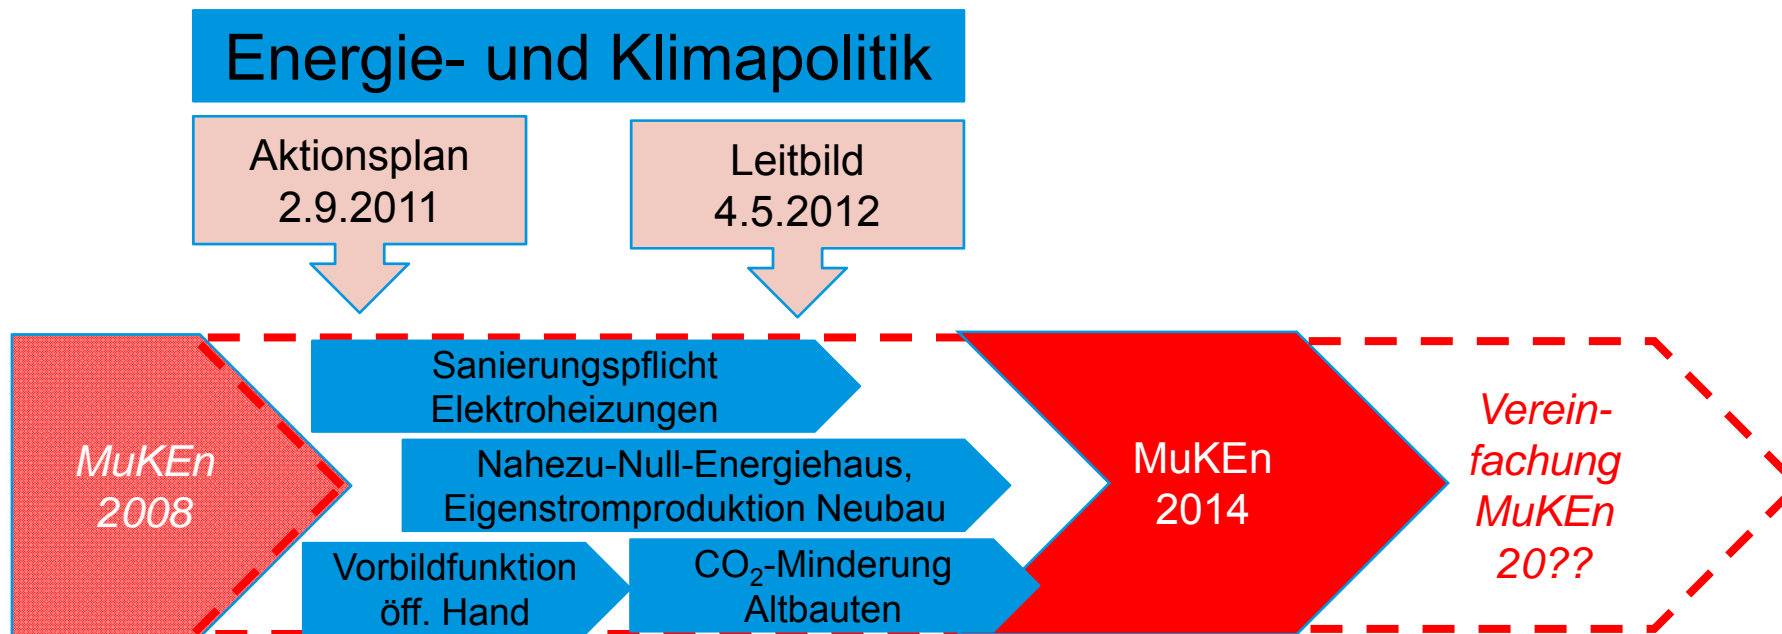 Energie- und Klimapolitik
Aktionsplan
2.9.2011
Leitbild
4.5.2012
MuKEn
2008
Sanierungspflicht
Elektroheizungen
Nahezu-Null-Energiehaus,
Eigenstromproduktion Neubau
Vorbildfunktion
öff. Hand
CO₂-Minderung
Altbauten
MuKEn
2014
Verein-
fachung
MuKEn
20??